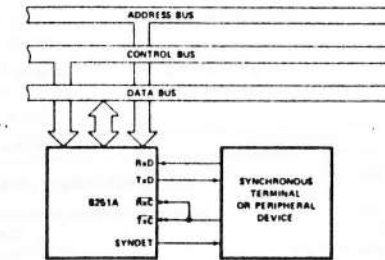 ADDRESS BUS
CONTROL BUS
DATA BUS
8251A
RxD
TxD
RxC
TxC
SYNDET
SYNCHRONOUS
TERMINAL
OR PERIPHERAL
DEVICE